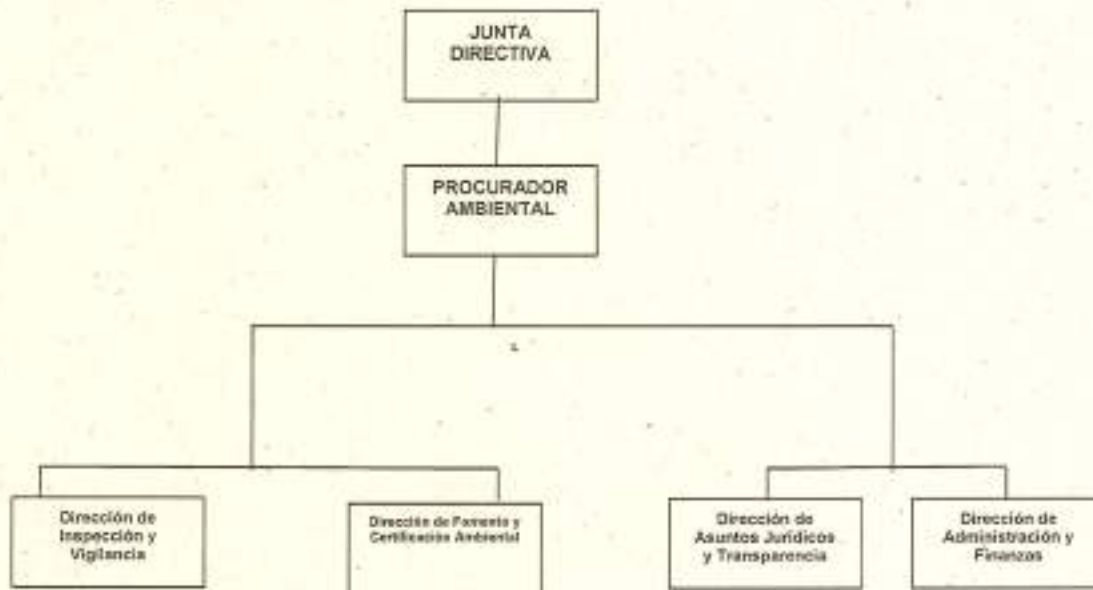 JUNTA
DIRECTIVA
PROCURADOR
AMBIENTAL
Dirección de
Inspección y
Vigilancia
Dirección de Fomento y
Certificación Ambiental
Dirección de
Asuntos Jurídicos
y Transparencia
Dirección de
Administración y
Finanzas